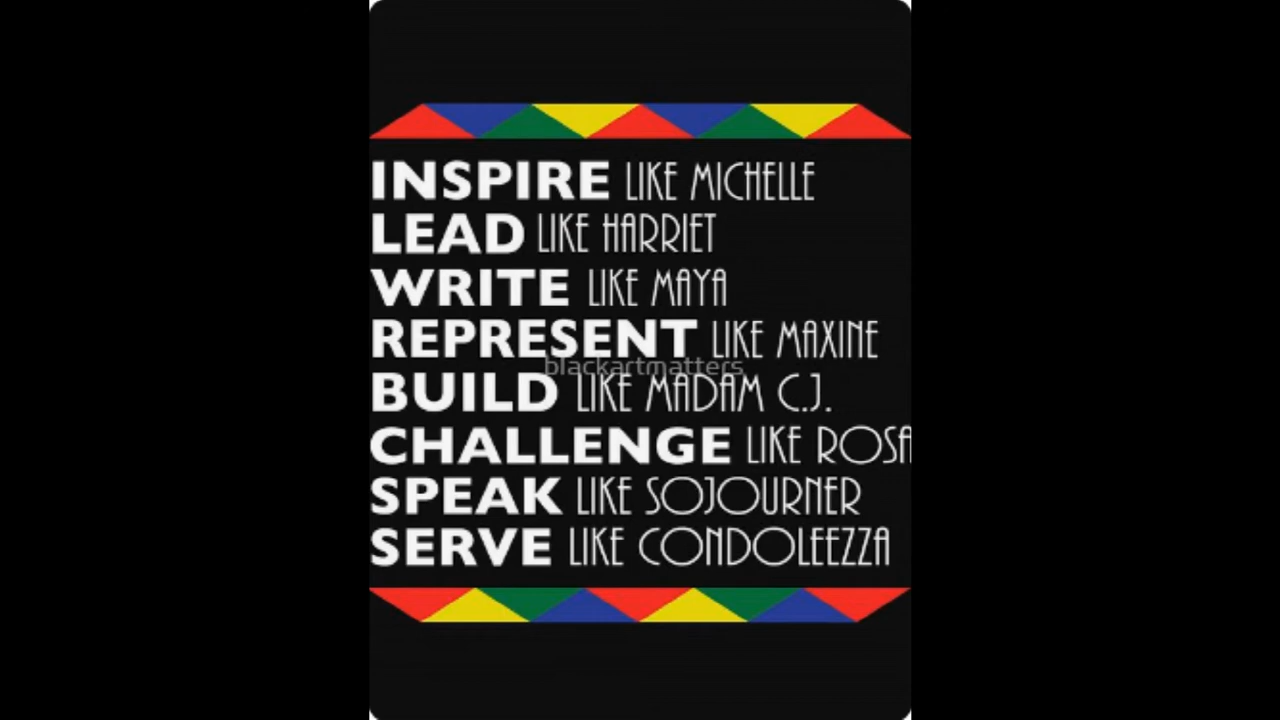 INSPIRE LIKE MICHELLE
LEAD LIKE HARRIET
WRITE LIKE MAYA
REPRESENT LIKE MAXINE
blackartmatters
BUILD LIKE MADAM C.J.
CHALLENGE LIKE ROSA
SPEAK LIKE SOJOURNER
SERVE LIKE CONDOLEEZZA